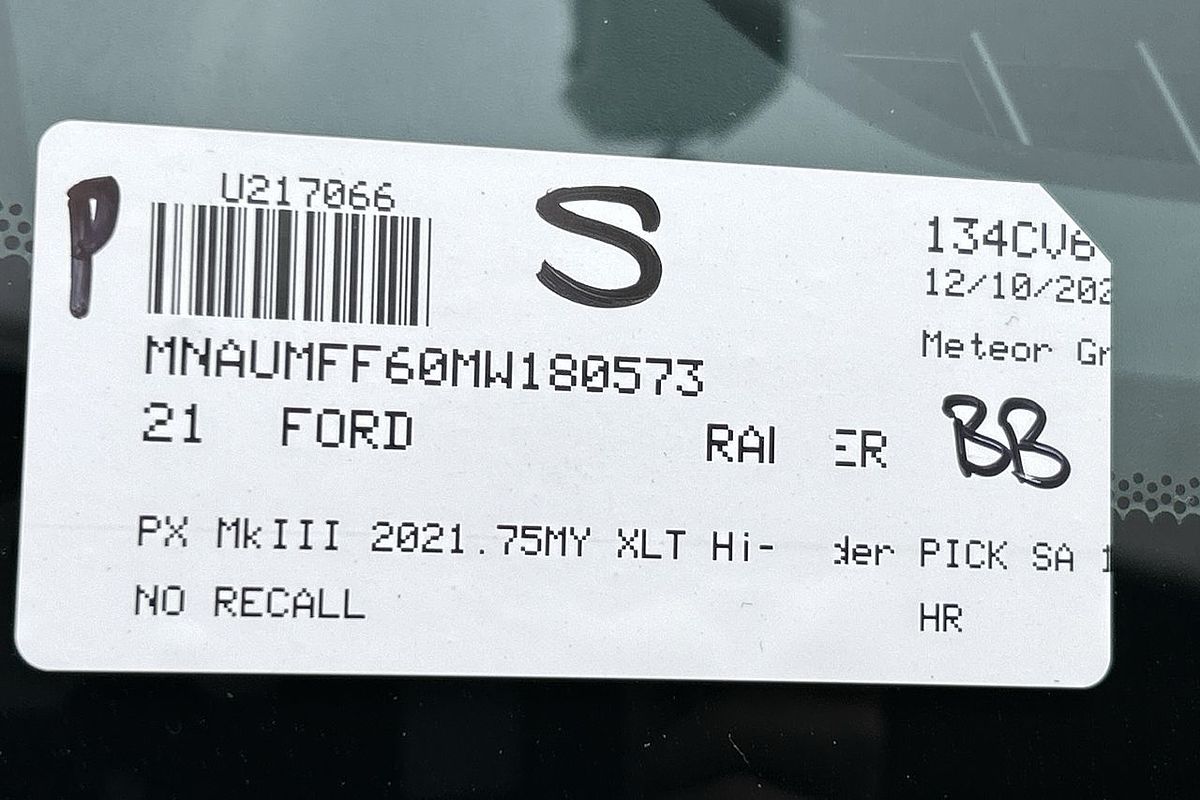 P
U217066
S
134CV6
12/10/202
MNAUMFF60MW180573
Meteor Gr
21 FORD RAI ER
BB
PX MkIII 2021.75MY XLT Hi- der PICK SA 1
NO RECALL HR